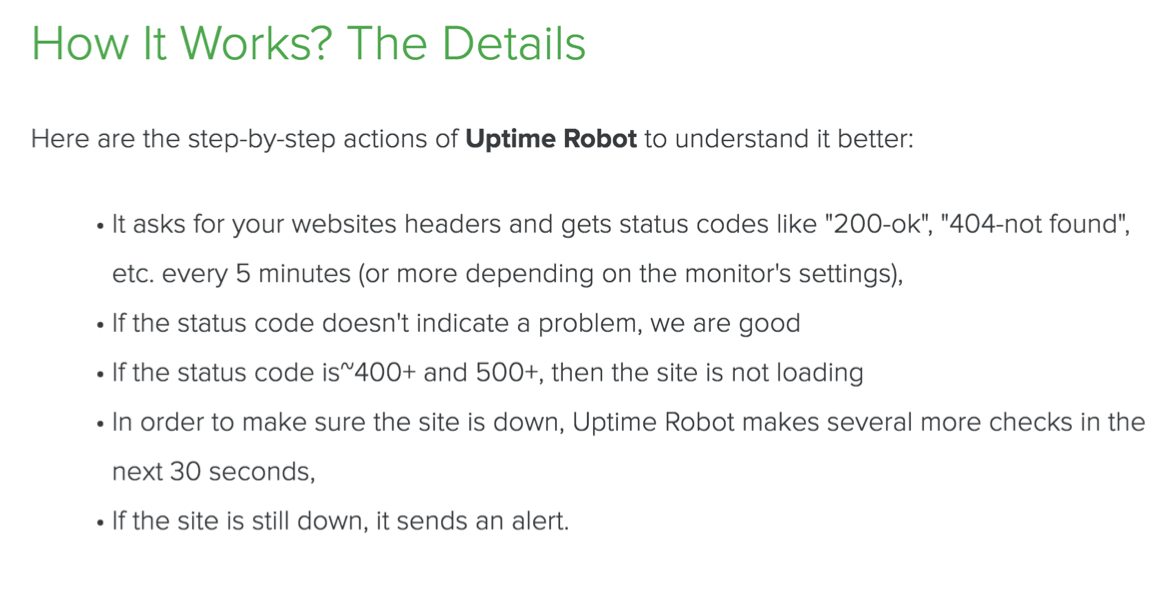 How It Works? The Details
Here are the step-by-step actions of Uptime Robot to understand it better:
• It asks for your websites headers and gets status codes like "200-ok", "404-not found",
etc. every 5 minutes (or more depending on the monitor's settings),
• If the status code doesn't indicate a problem, we are good
• If the status code is~400+ and 500+, then the site is not loading
• In order to make sure the site is down, Uptime Robot makes several more checks in the
next 30 seconds,
• If the site is still down, it sends an alert.